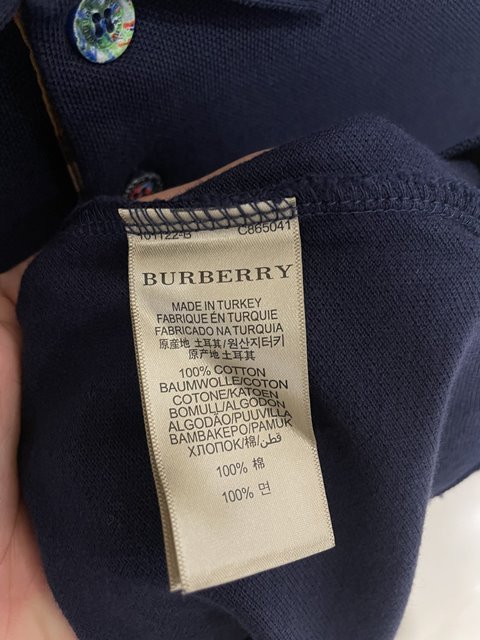 101122-B C865041
BURBERRY
MADE IN TURKEY
FABRIQUE ÉN TURQUIE
FABRICADO NA TURQUIA
原産地 土耳其/원산지터키
原产地 土耳其
100% COTTON
BAUMWOLLE/COTON
COTONE/KATOEN
BOMULL/ALGODON
ALGODÃO/PUUVILLA
BAMBAKEPO/PAMUK
ХЛОПОК/棉/قطن
100% 棉
100% 면